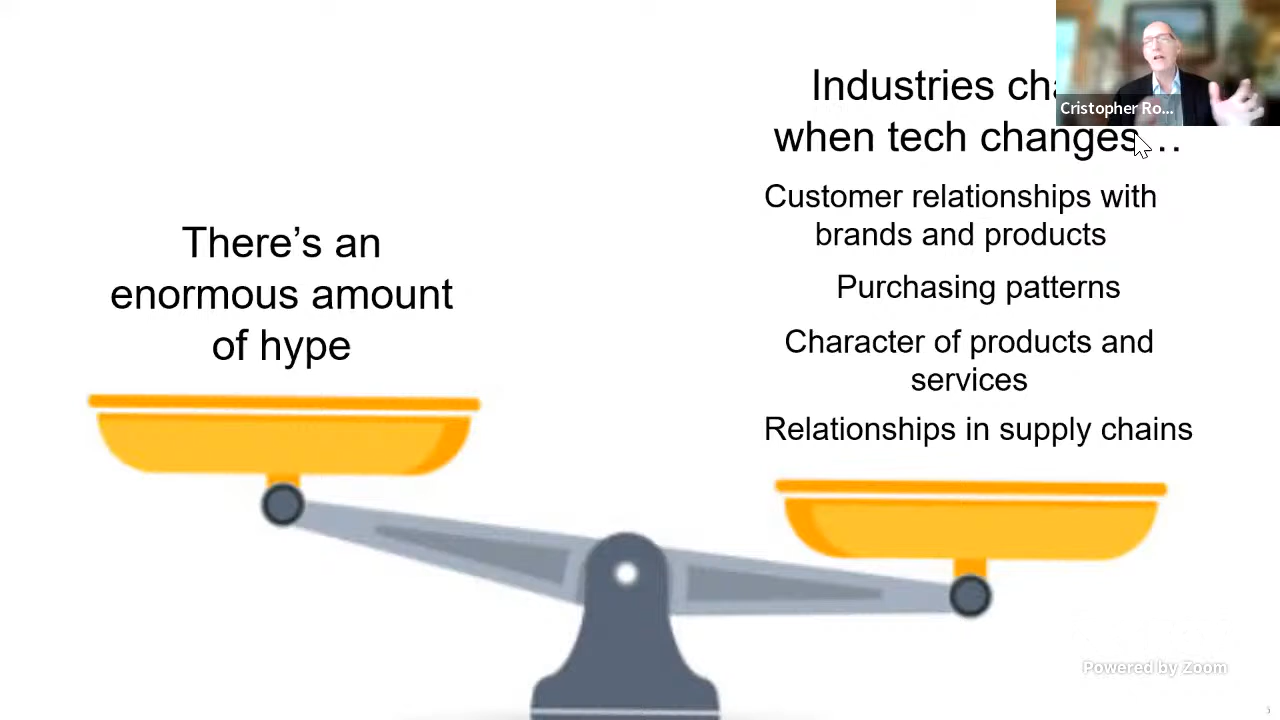 There’s an
enormous amount
of hype
Industries
when tech changes…
Customer relationships with
brands and products
Purchasing patterns
Character of products and
services
Relationships in supply chains
Cristopher Ro...
Powered by Zoom